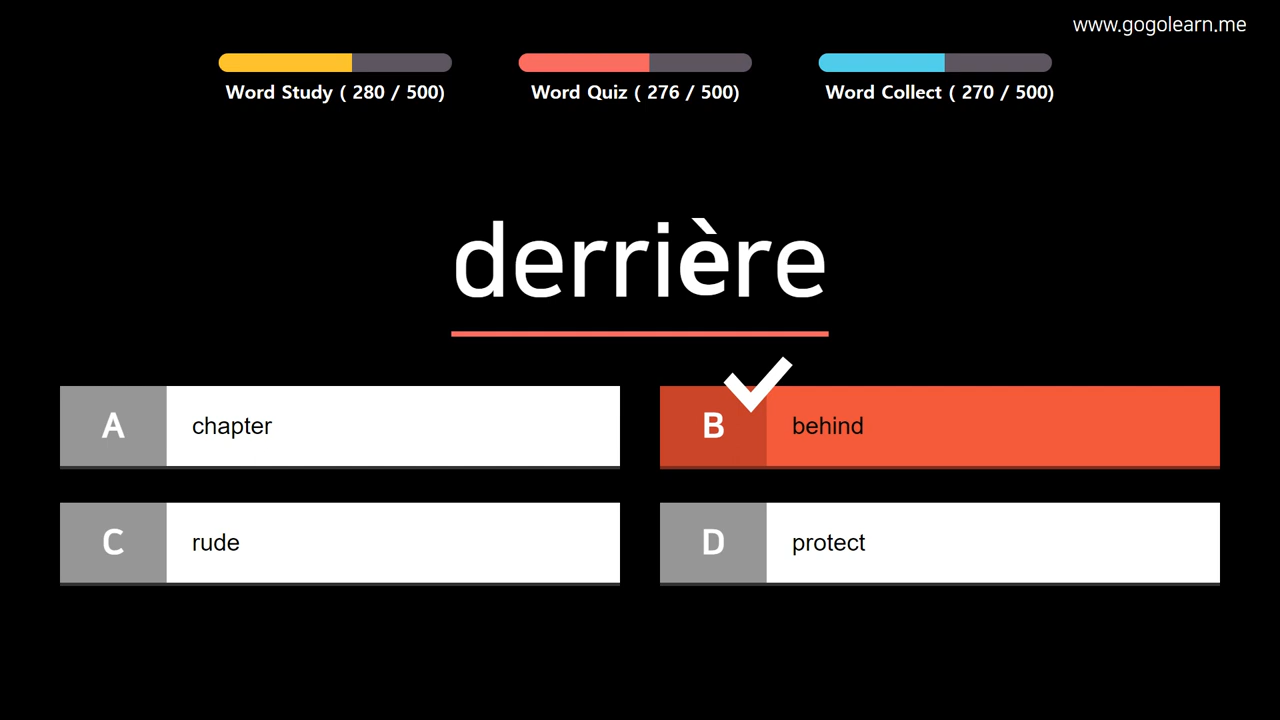 www.gogolearn.me
Word Study ( 280 / 500)
Word Quiz ( 276 / 500)
Word Collect ( 270 / 500)
derrière
A chapter
B behind
C rude
D protect